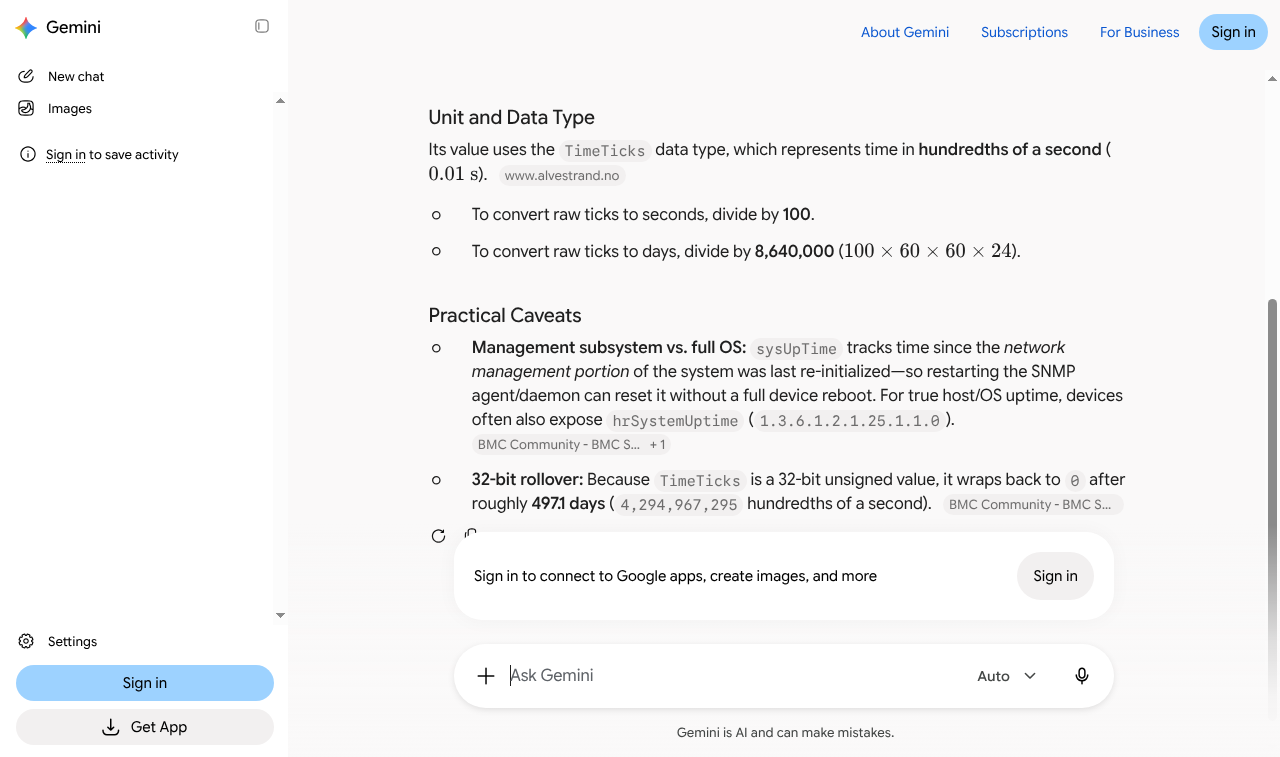 Gemini
About Gemini
Subscriptions
For Business
Sign in
New chat
Images
Sign in to save activity
Unit and Data Type
Its value uses the TimeTicks data type, which represents time in hundredths of a second (
0.01 s). www.alvestrand.no
To convert raw ticks to seconds, divide by 100.
To convert raw ticks to days, divide by 8,640,000 (100 × 60 × 60 × 24).
Practical Caveats
Management subsystem vs. full OS: sysUpTime tracks time since the network
management portion of the system was last re-initialized—so restarting the SNMP
agent/daemon can reset it without a full device reboot. For true host/OS uptime, devices
often also expose hrSystemUptime ( 1.3.6.1.2.1.25.1.1.0 ).
BMC Community - BMC S... + 1
32-bit rollover: Because TimeTicks is a 32-bit unsigned value, it wraps back to 0 after
roughly 497.1 days ( 4,294,967,295 hundredths of a second). BMC Community - BMC S...
Sign in to connect to Google apps, create images, and more
Sign in
Ask Gemini
Auto
Gemini is AI and can make mistakes.
Settings
Sign in
Get App